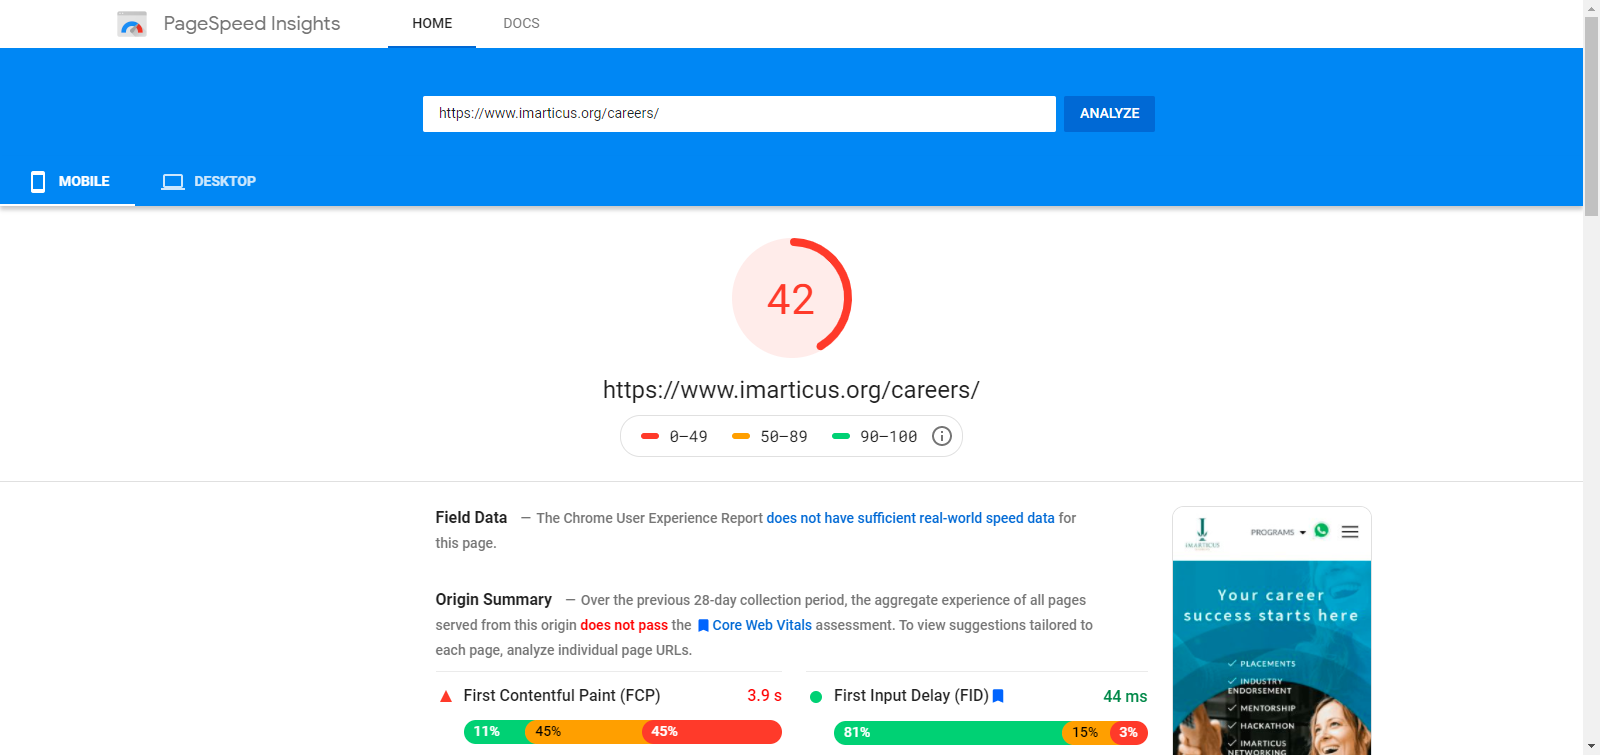 PageSpeed Insights
HOME
DOCS
https://www.imarticus.org/careers/
ANALYZE
MOBILE
DESKTOP
42
https://www.imarticus.org/careers/
0–49
50–89
90–100
Field Data — The Chrome User Experience Report does not have sufficient real-world speed data for
this page.
Origin Summary — Over the previous 28-day collection period, the aggregate experience of all pages
served from this origin does not pass the Core Web Vitals assessment. To view suggestions tailored to
each page, analyze individual page URLs.
First Contentful Paint (FCP)
3.9 s
11%
45%
45%
First Input Delay (FID)
44 ms
81%
15%
3%
IMARTICUS
PROGRAMS
Your career
success starts here
PLACEMENTS
INDUSTRY
ENDORSEMENT
MENTORSHIP
HACKATHON
IMARTICUS
NETWORKING